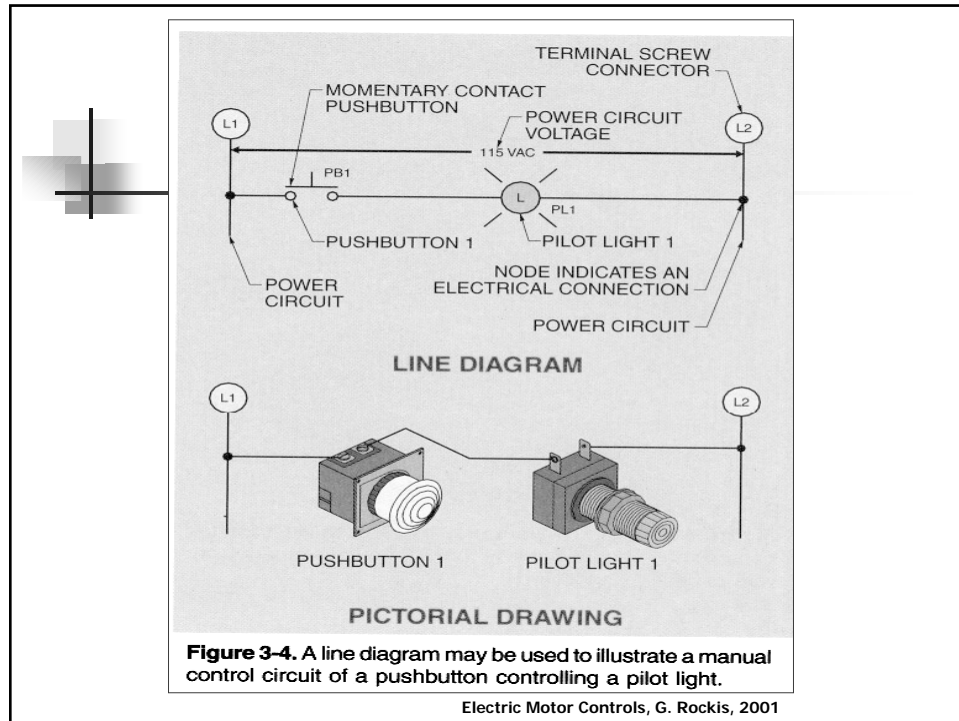 TERMINAL SCREW
CONNECTOR
MOMENTARY CONTACT
PUSHBUTTON
L1
POWER CIRCUIT
VOLTAGE
L2
115 VAC
PB1
L
PL1
PUSHBUTTON 1
PILOT LIGHT 1
POWER
CIRCUIT
NODE INDICATES AN
ELECTRICAL CONNECTION
POWER CIRCUIT
LINE DIAGRAM
L1
L2
PUSHBUTTON 1
PILOT LIGHT 1
PICTORIAL DRAWING
Figure 3-4. A line diagram may be used to illustrate a manual
control circuit of a pushbutton controlling a pilot light.
Electric Motor Controls, G. Rockis, 2001